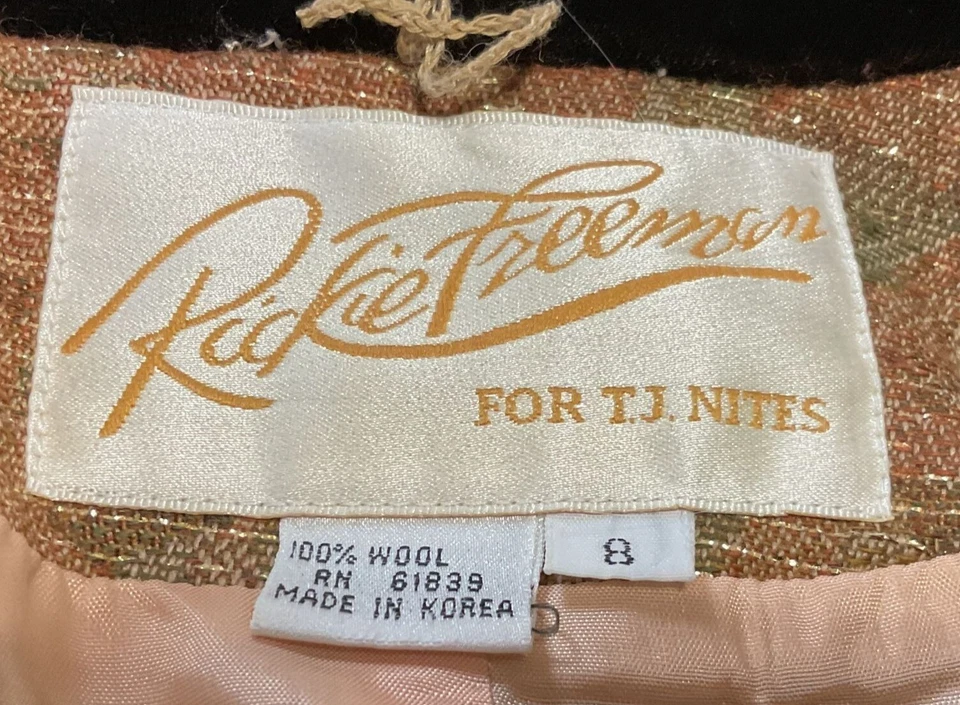 Rickie Freeman
FOR T.J. NITES
100% WOOL
RN 61839
MADE IN KOREA
8